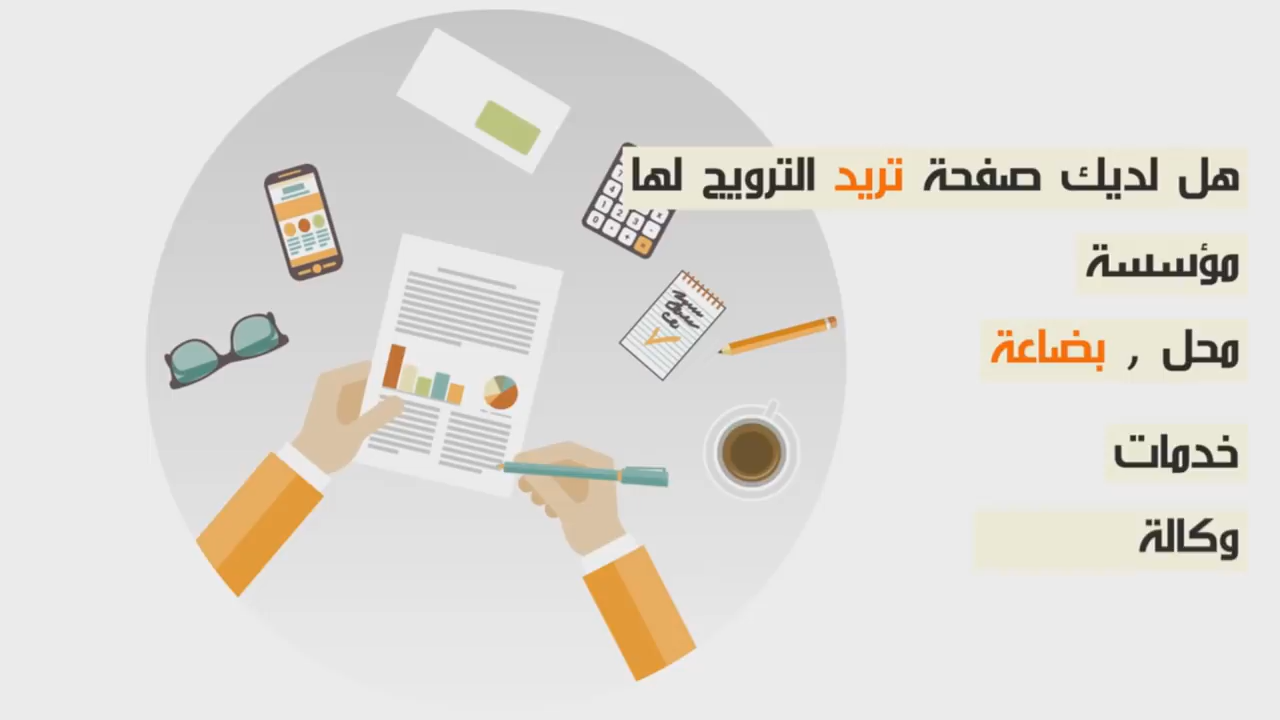 هل لديك صفحة تريد الترويج لها
مؤسسة
محل , بضاعة
خدمات
وكالة